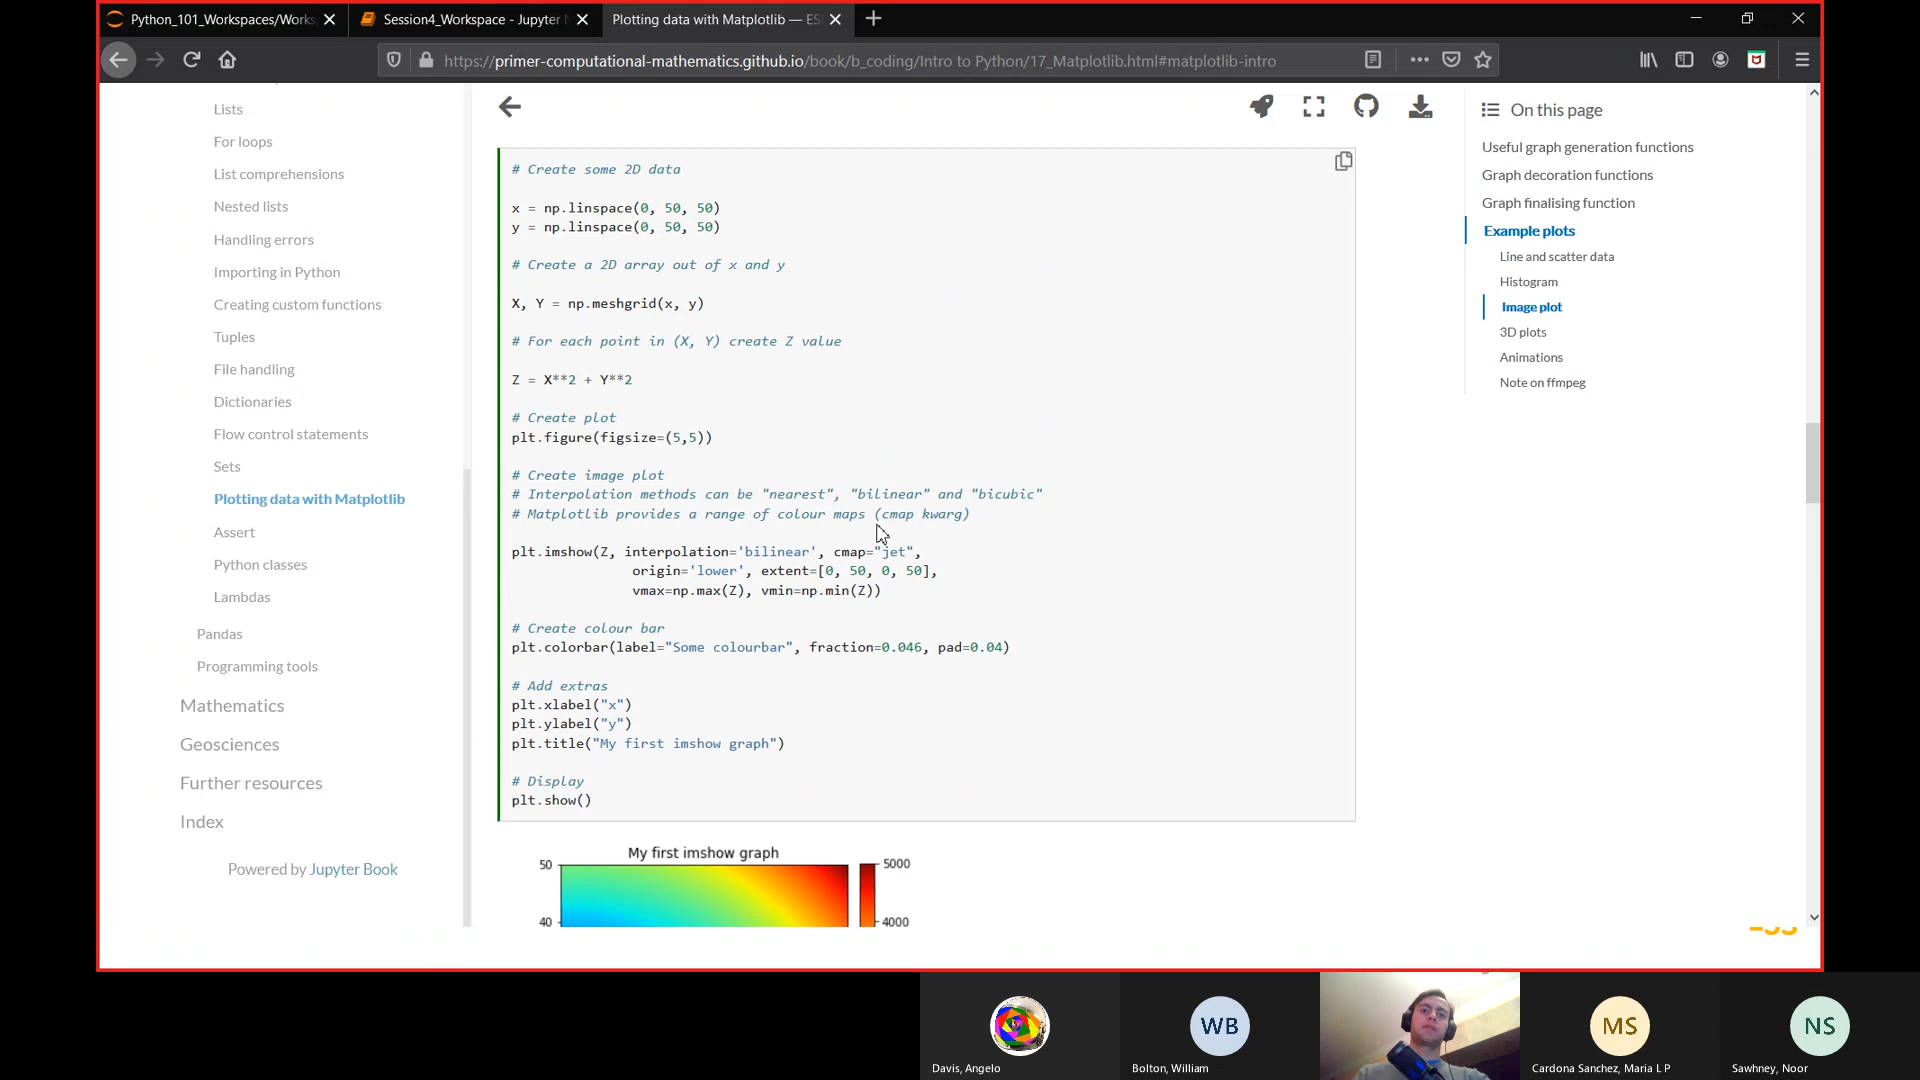 Python_101_Workspaces/Works
Session4_Workspace - Jupyter N
Plotting data with Matplotlib — ES
https://primer-computational-mathematics.github.io/book/b_coding/Intro to Python/17_Matplotlib.html#matplotlib-intro
Lists
For loops
List comprehensions
Nested lists
Handling errors
Importing in Python
Creating custom functions
Tuples
File handling
Dictionaries
Flow control statements
Sets
Plotting data with Matplotlib
Assert
Python classes
Lambdas
Pandas
Programming tools
Mathematics
Geosciences
Further resources
Index
Powered by Jupyter Book
# Create some 2D data
x = np.linspace(0, 50, 50)
y = np.linspace(0, 50, 50)
# Create a 2D array out of x and y
X, Y = np.meshgrid(x, y)
# For each point in (X, Y) create Z value
Z = X**2 + Y**2
# Create plot
plt.figure(figsize=(5,5))
# Create image plot
# Interpolation methods can be "nearest", "bilinear" and "bicubic"
# Matplotlib provides a range of colour maps (cmap kwarg)
plt.imshow(Z, interpolation='bilinear', cmap="jet",
origin='lower', extent=[0, 50, 0, 50],
vmax=np.max(Z), vmin=np.min(Z))
# Create colour bar
plt.colorbar(label="Some colourbar", fraction=0.046, pad=0.04)
# Add extras
plt.xlabel("x")
plt.ylabel("y")
plt.title("My first imshow graph")
# Display
plt.show()
My first imshow graph
50
5000
40
4000
On this page
Useful graph generation functions
Graph decoration functions
Graph finalising function
Example plots
Line and scatter data
Histogram
Image plot
3D plots
Animations
Note on ffmpeg
WB
MS
NS
Davis, Angelo
Bolton, William
Cardona Sanchez, Maria L P
Sawhney, Noor